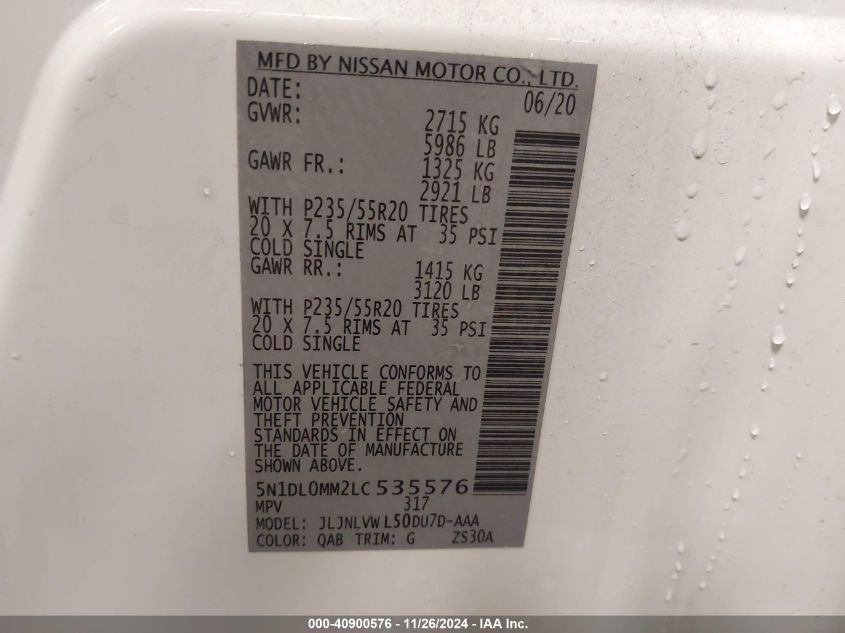 MFD BY NISSAN MOTOR CO., LTD.
DATE: 06/20
GVWR: 2715 KG
5986 LB
GAWR FR.: 1325 KG
2921 LB
WITH P235/55R20 TIRES
20 X 7.5 RIMS AT 35 PSI
COLD SINGLE
GAWR RR.: 1415 KG
3120 LB
WITH P235/55R20 TIRES
20 X 7.5 RIMS AT 35 PSI
COLD SINGLE
THIS VEHICLE CONFORMS TO
ALL APPLICABLE FEDERAL
MOTOR VEHICLE SAFETY AND
THEFT PREVENTION
STANDARDS IN EFFECT ON
THE DATE OF MANUFACTURE
SHOWN ABOVE.
5N1DL0MM2LC535576
MPV 317
MODEL: JLJNLVWL50DU7D-AAA
COLOR: QAB TRIM: G ZS30A
000-40900576 - 11/26/2024 - IAA Inc.